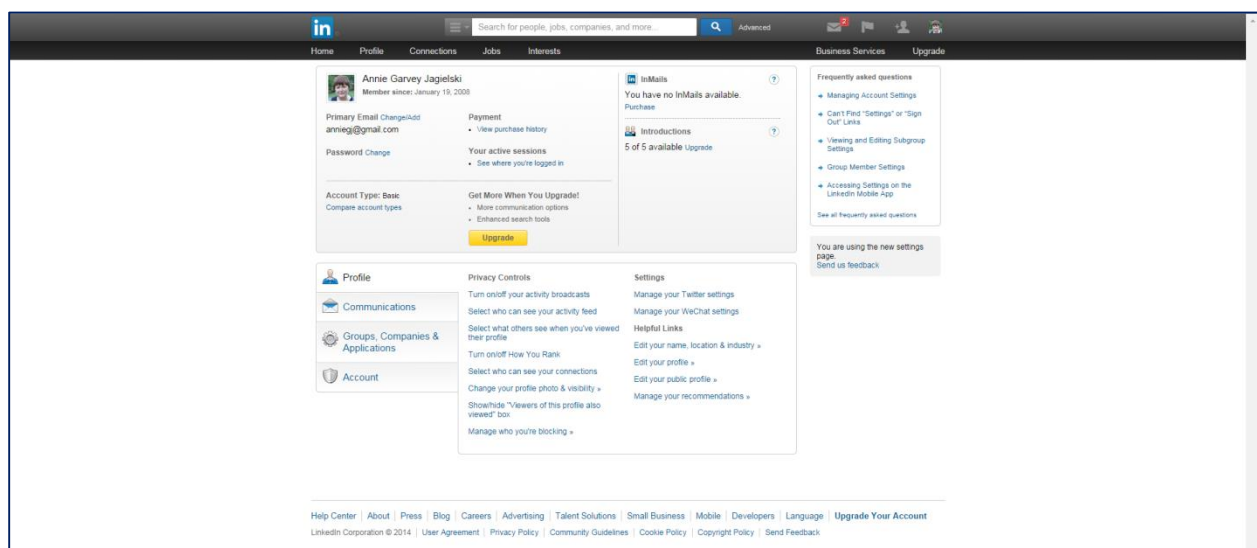 in
2
Search for people, jobs, companies, and more...
Advanced
Home Profile Connections Jobs Interests
Business Services Upgrade
Annie Garvey Jagielski
Member since: January 19, 2008
Primary Email Change/Add
anniegj@gmail.com
Password Change
Payment
• View purchase history
Your active sessions
• See where you're logged in
Account Type: Basic
Compare account types
Get More When You Upgrade!
• More communication options
• Enhanced search tools
Upgrade
in InMails ?
You have no InMails available.
Purchase
Introductions ?
5 of 5 available Upgrade
Frequently asked questions
Managing Account Settings
Can't Find "Settings" or "Sign
Out" Links
Viewing and Editing Subgroup
Settings
Group Member Settings
Accessing Settings on the
LinkedIn Mobile App
See all frequently asked questions
You are using the new settings
page.
Send us feedback
Profile
Communications
Groups, Companies &
Applications
Account
Privacy Controls
Turn on/off your activity broadcasts
Select who can see your activity feed
Select what others see when you've viewed
their profile
Turn on/off How You Rank
Select who can see your connections
Change your profile photo & visibility »
Show/hide "Viewers of this profile also
viewed" box
Manage who you're blocking »
Settings
Manage your Twitter settings
Manage your WeChat settings
Helpful Links
Edit your name, location & industry »
Edit your profile »
Edit your public profile »
Manage your recommendations »
Help Center | About | Press | Blog | Careers | Advertising | Talent Solutions | Small Business | Mobile | Developers | Language | Upgrade Your Account
LinkedIn Corporation © 2014 | User Agreement | Privacy Policy | Community Guidelines | Cookie Policy | Copyright Policy | Send Feedback